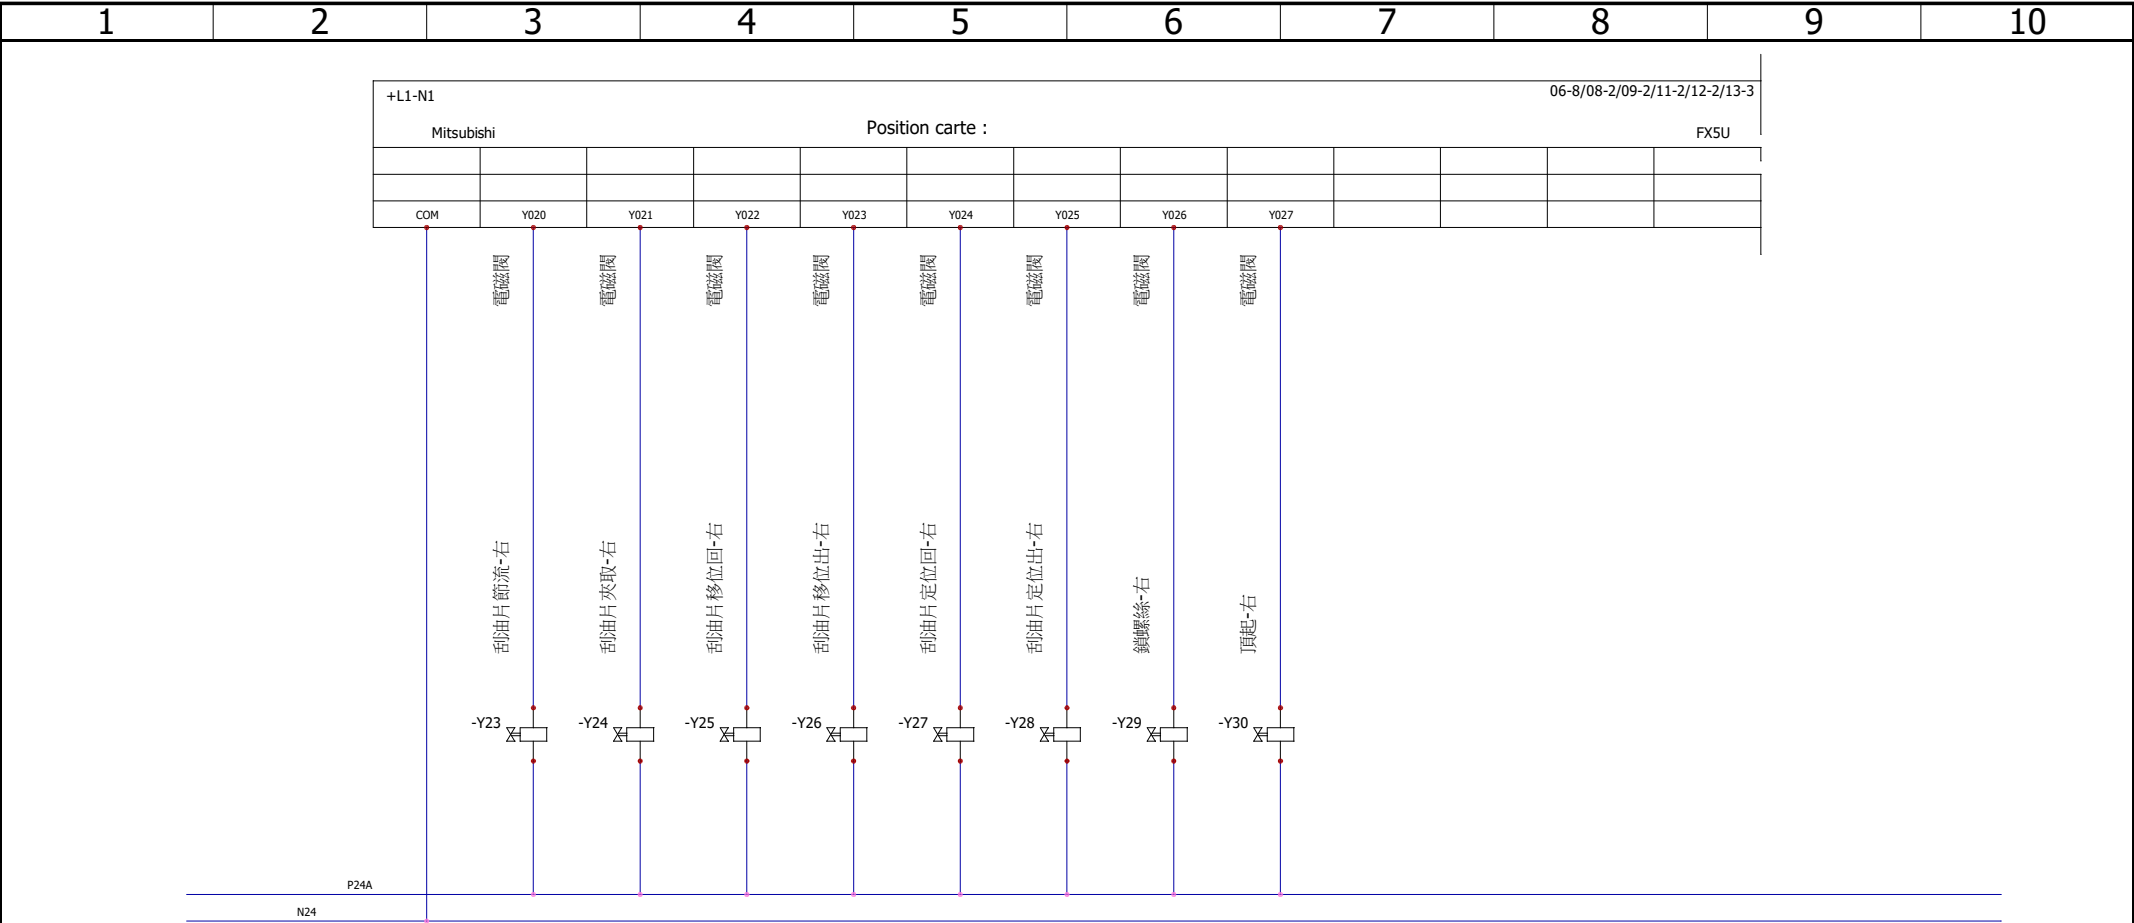 1 2 3 4 5 6 7 8 9 10
+L1-N1 06-8/08-2/09-2/11-2/12-2/13-3
Mitsubishi Position carte : FX5U
COM Y020 Y021 Y022 Y023 Y024 Y025 Y026 Y027
電磁閥 電磁閥 電磁閥 電磁閥 電磁閥 電磁閥 電磁閥 電磁閥
刮油片節流-右
刮油片夾取-右
刮油片移位回-右
刮油片移位出-右
刮油片定位回-右
刮油片定位出-右
鎖螺絲-右
頂起-右
-Y23 -Y24 -Y25 -Y26 -Y27 -Y28 -Y29 -Y30
P24A
N24